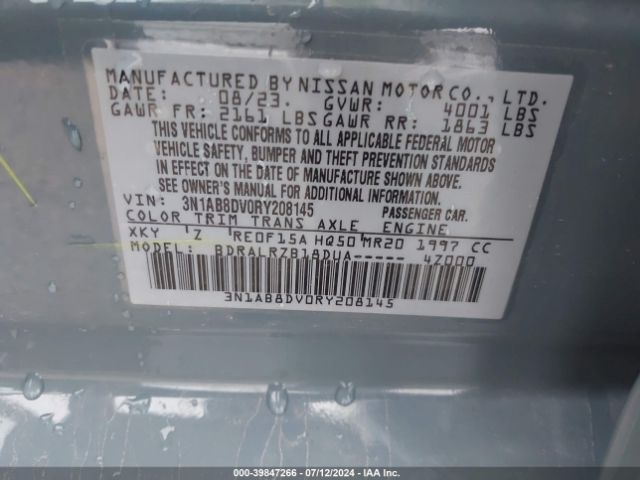 MANUFACTURED BY NISSAN MOTOR CO., LTD.
DATE: 08/23. GVWR: 4001 LBS
GAWR FR: 2161 LBS GAWR RR: 1863 LBS
THIS VEHICLE CONFORMS TO ALL APPLICABLE FEDERAL MOTOR
VEHICLE SAFETY, BUMPER AND THEFT PREVENTION STANDARDS
IN EFFECT ON THE DATE OF MANUFACTURE SHOWN ABOVE.
SEE OWNER'S MANUAL FOR ADDITIONAL INFORMATION.
VIN: 3N1AB8DV0RY208145 PASSENGER CAR.
COLOR TRIM TRANS AXLE ENGINE
XKY 'Z RE0F15A HQ50 MR20 1997 CC
MODEL: BDRALRZB18DUA----- 4Z000
3N1AB8DV0RY208145
000-39847266 - 07/12/2024 - IAA Inc.